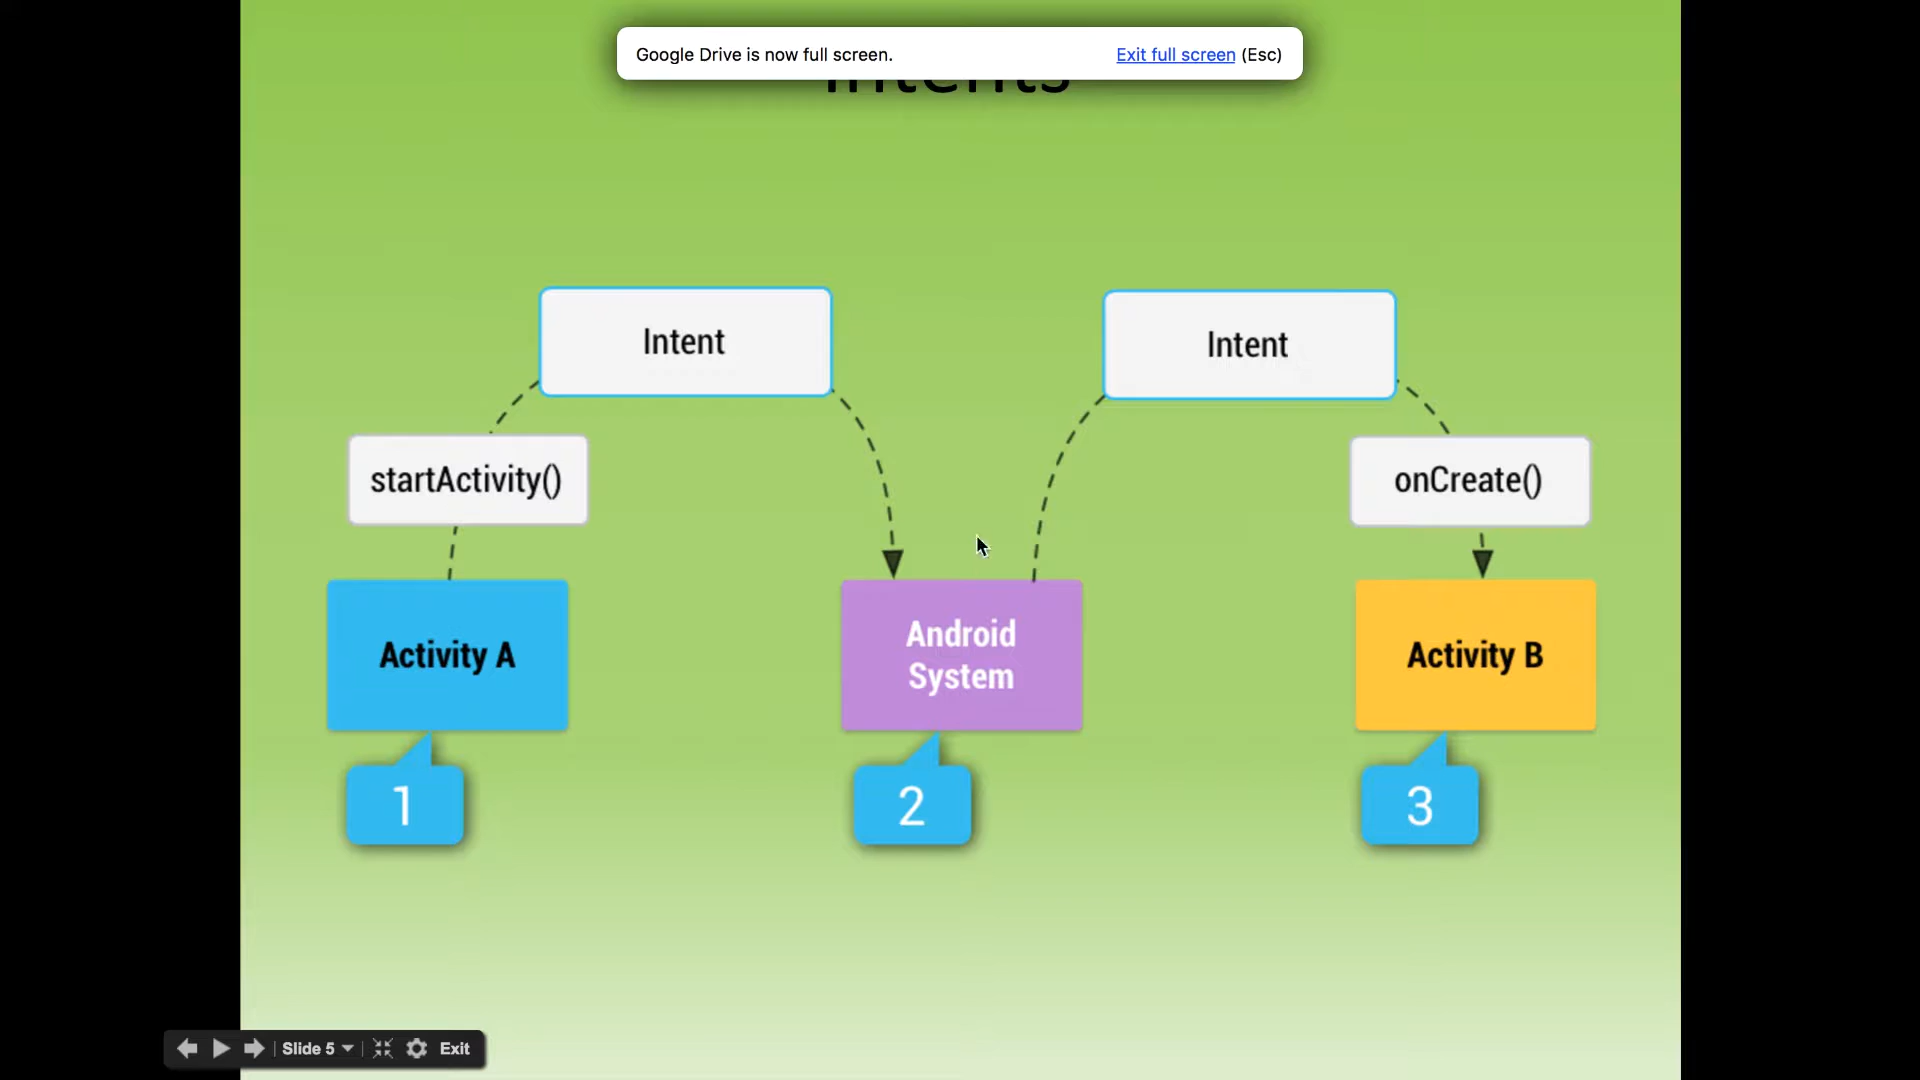 Google Drive is now full screen. Exit full screen (Esc)
Intents
Intent
Intent
startActivity()
onCreate()
Activity A
Android
System
Activity B
1
2
3
Slide 5
Exit